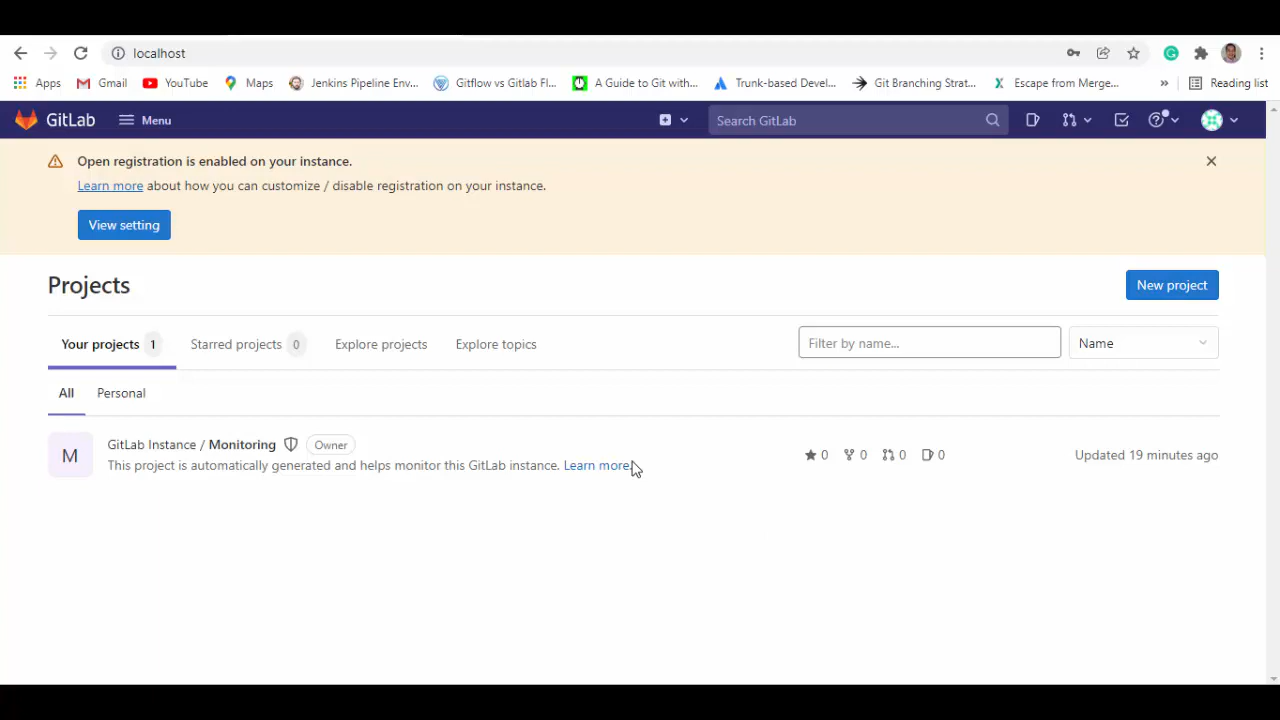 localhost
Apps Gmail YouTube Maps Jenkins Pipeline Env... Gitflow vs Gitlab Fl... A Guide to Git with... Trunk-based Devel... Git Branching Strat... Escape from Merge... » Reading list
GitLab Menu Search GitLab
Open registration is enabled on your instance.
Learn more about how you can customize / disable registration on your instance.
View setting
Projects New project
Your projects 1 Starred projects 0 Explore projects Explore topics Filter by name... Name
All Personal
M GitLab Instance / Monitoring Owner
This project is automatically generated and helps monitor this GitLab instance. Learn more.
0 0 0 0 Updated 19 minutes ago